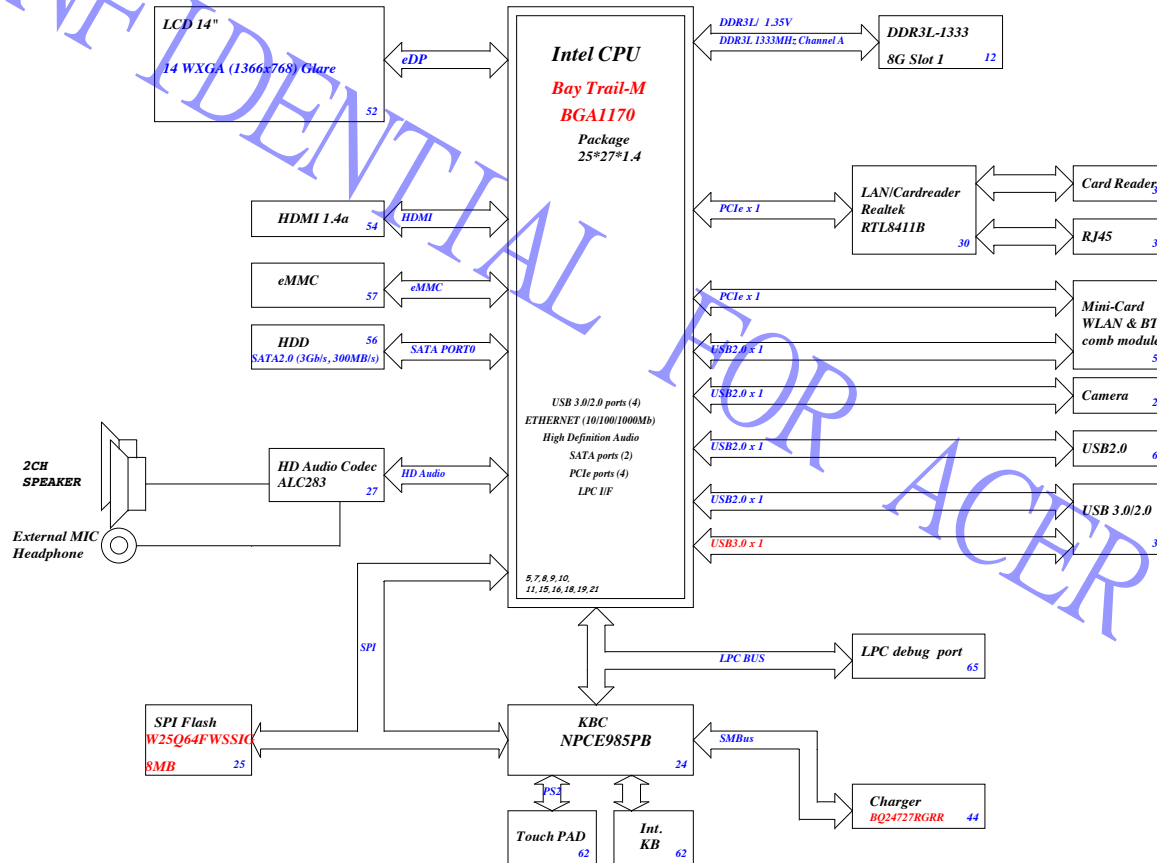 LCD 14"
14 WXGA (1366x768) Glare
52
eDP
HDMI 1.4a
54
HDMI
eMMC
57
eMMC
HDD
56
SATA2.0 (3Gb/s, 300MB/s)
SATA PORT0
2CH
SPEAKER
HD Audio Codec
ALC283
27
HD Audio
External MIC
Headphone
Intel CPU
Bay Trail-M
BGA1170
Package
25*27*1.4
USB 3.0/2.0 ports (4)
ETHERNET (10/100/1000Mb)
High Definition Audio
SATA ports (2)
PCIe ports (4)
LPC I/F
5,7,8,9,10,
11,15,16,18,19,21
DDR3L/ 1.35V
DDR3L 1333MHz Channel A
DDR3L-1333
8G Slot 1
12
PCIe x 1
LAN/Cardreader
Realtek
RTL8411B
30
Card Reader
3
RJ45
3
PCIe x 1
USB2.0 x 1
Mini-Card
WLAN & BT
comb module
5
USB2.0 x 1
Camera
2
USB2.0 x 1
USB2.0
6
USB2.0 x 1
USB3.0 x 1
USB 3.0/2.0
3
SPI
LPC BUS
LPC debug port
65
SPI Flash
W25Q64FWSSIG
8MB
25
KBC
NPCE985PB
24
SMBus
Charger
BQ24727RGRR
44
PS2
Touch PAD
62
Int.
KB
62
NFIDENTIAL FOR ACER